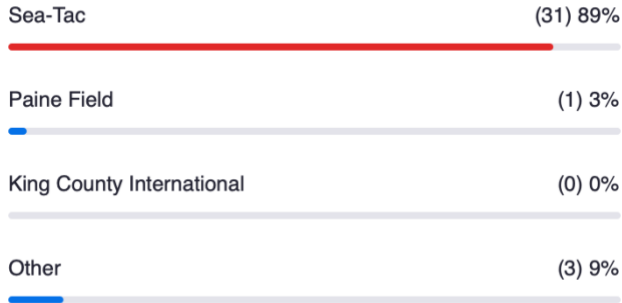 Sea-Tac (31) 89%
Paine Field (1) 3%
King County International (0) 0%
Other (3) 9%